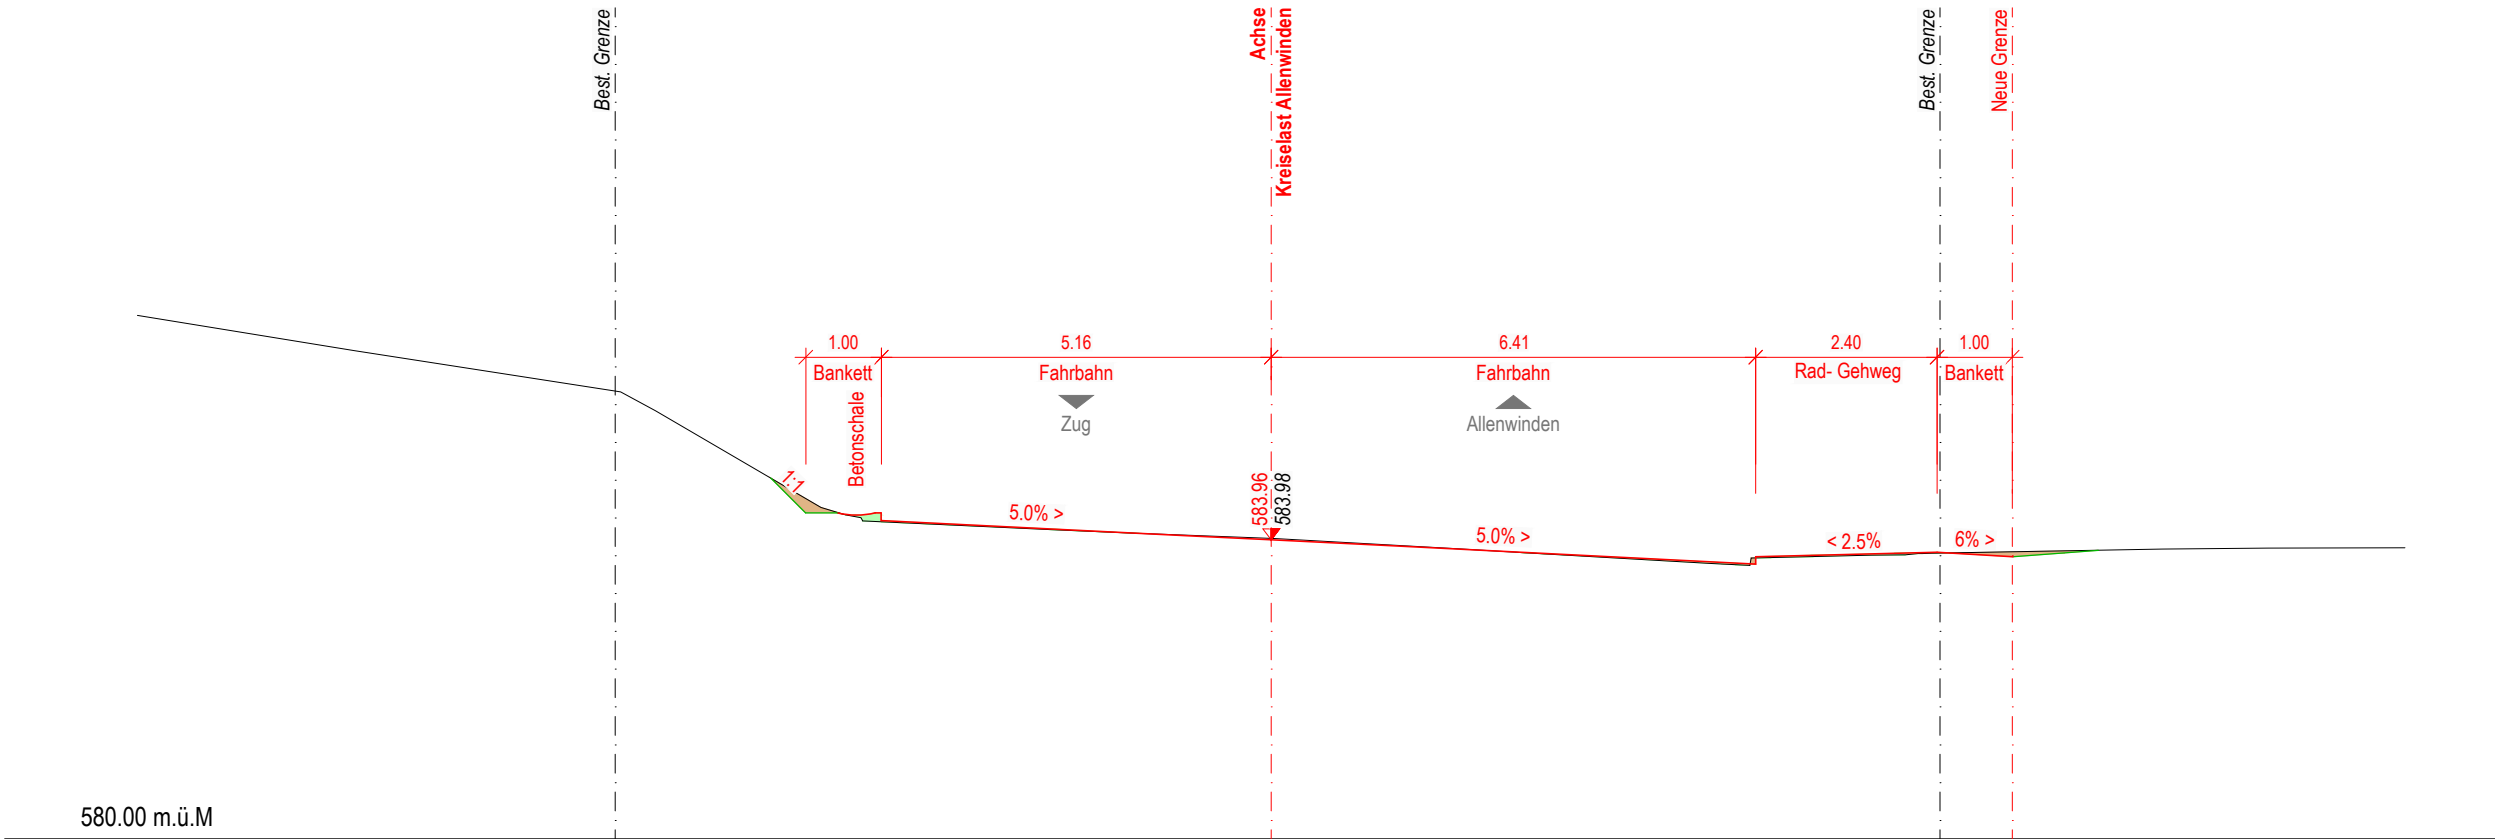 Best. Grenze
Achse
Kreiselast Allenwinden
Best. Grenze
Neue Grenze
1.00
5.16
6.41
2.40
1.00
Bankett
Fahrbahn
Fahrbahn
Rad- Gehweg
Bankett
Betonschale
Zug
Allenwinden
1:1
583.96
583.98
5.0% >
5.0% >
< 2.5%
6% >
580.00 m.ü.M